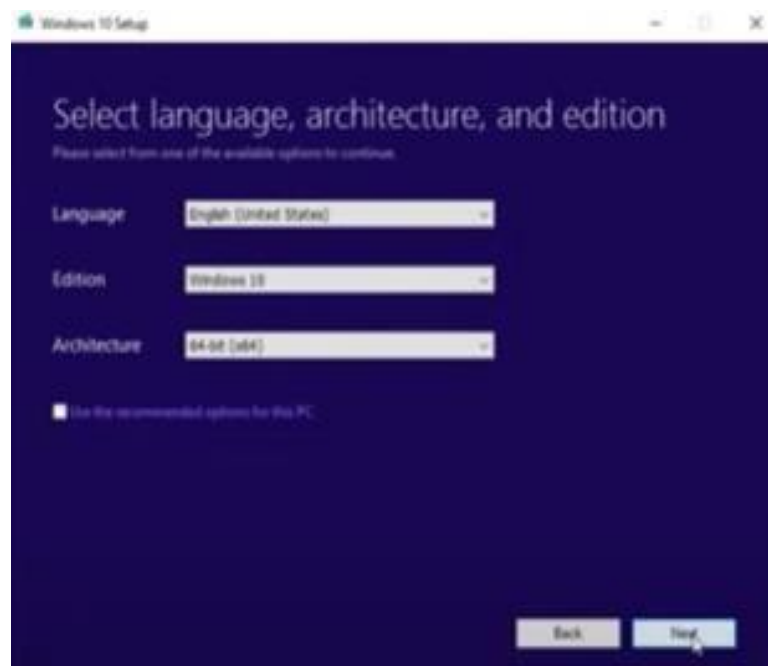 Windows 10 Setup
Select language, architecture, and edition
Please select from one of the available options to continue.
Language English (United States)
Edition Windows 10
Architecture 64-bit (x64)
Use the recommended options for this PC
Back Next